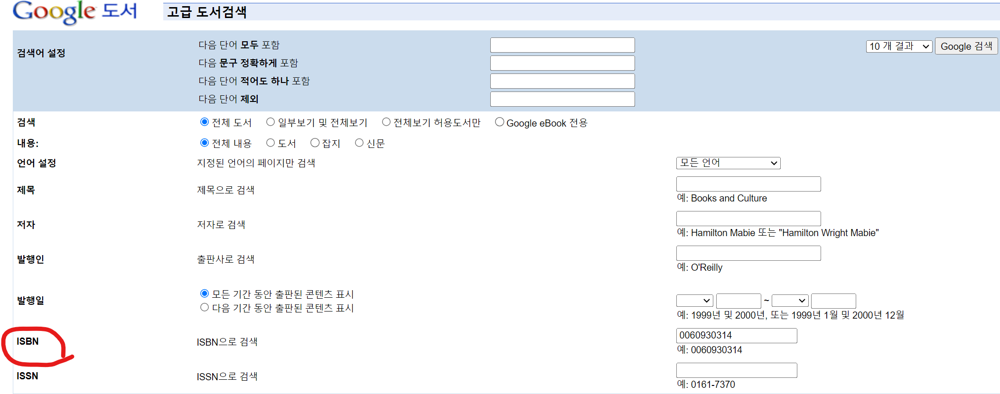 Google 도서
고급 도서검색
검색어 설정
다음 단어 모두 포함
10 개 결과
Google 검색
다음 문구 정확하게 포함
다음 단어 적어도 하나 포함
다음 단어 제외
검색
전체 도서 일부보기 및 전체보기 전체보기 허용도서만 Google eBook 전용
내용:
전체 내용 도서 잡지 신문
언어 설정
지정된 언어의 페이지만 검색
모든 언어
제목
제목으로 검색
예: Books and Culture
저자
저자로 검색
예: Hamilton Mabie 또는 "Hamilton Wright Mabie"
발행인
출판사로 검색
예: O'Reilly
발행일
모든 기간 동안 출판된 콘텐츠 표시
다음 기간 동안 출판된 콘텐츠 표시
~
예: 1999년 및 2000년, 또는 1999년 1월 및 2000년 12월
ISBN
ISBN으로 검색
0060930314
예: 0060930314
ISSN
ISSN으로 검색
예: 0161-7370